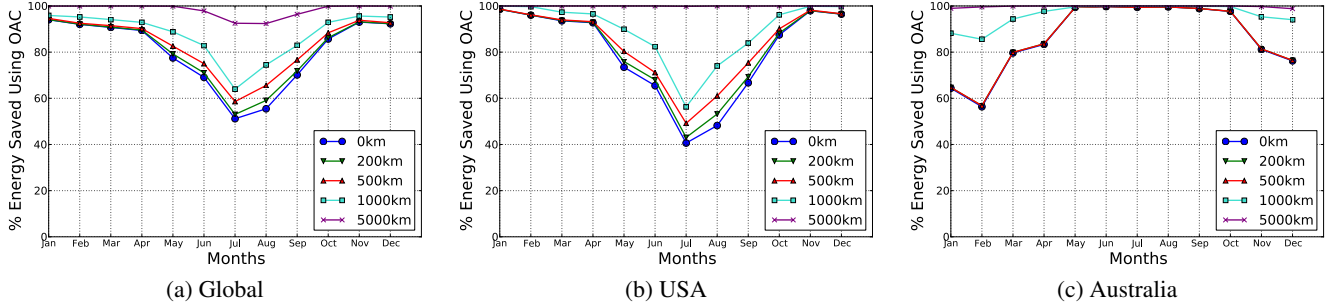 % Energy Saved Using OAC
100
80
60
40
20
0
Jan Feb Mar Apr May Jun Jul Aug Sep Oct Nov Dec
Months
0km
200km
500km
1000km
5000km
(a) Global
% Energy Saved Using OAC
100
80
60
40
20
0
Jan Feb Mar Apr May Jun Jul Aug Sep Oct Nov Dec
Months
0km
200km
500km
1000km
5000km
(b) USA
% Energy Saved Using OAC
100
80
60
40
20
0
Jan Feb Mar Apr May Jun Jul Aug Sep Oct Nov Dec
Months
0km
200km
500km
1000km
5000km
(c) Australia